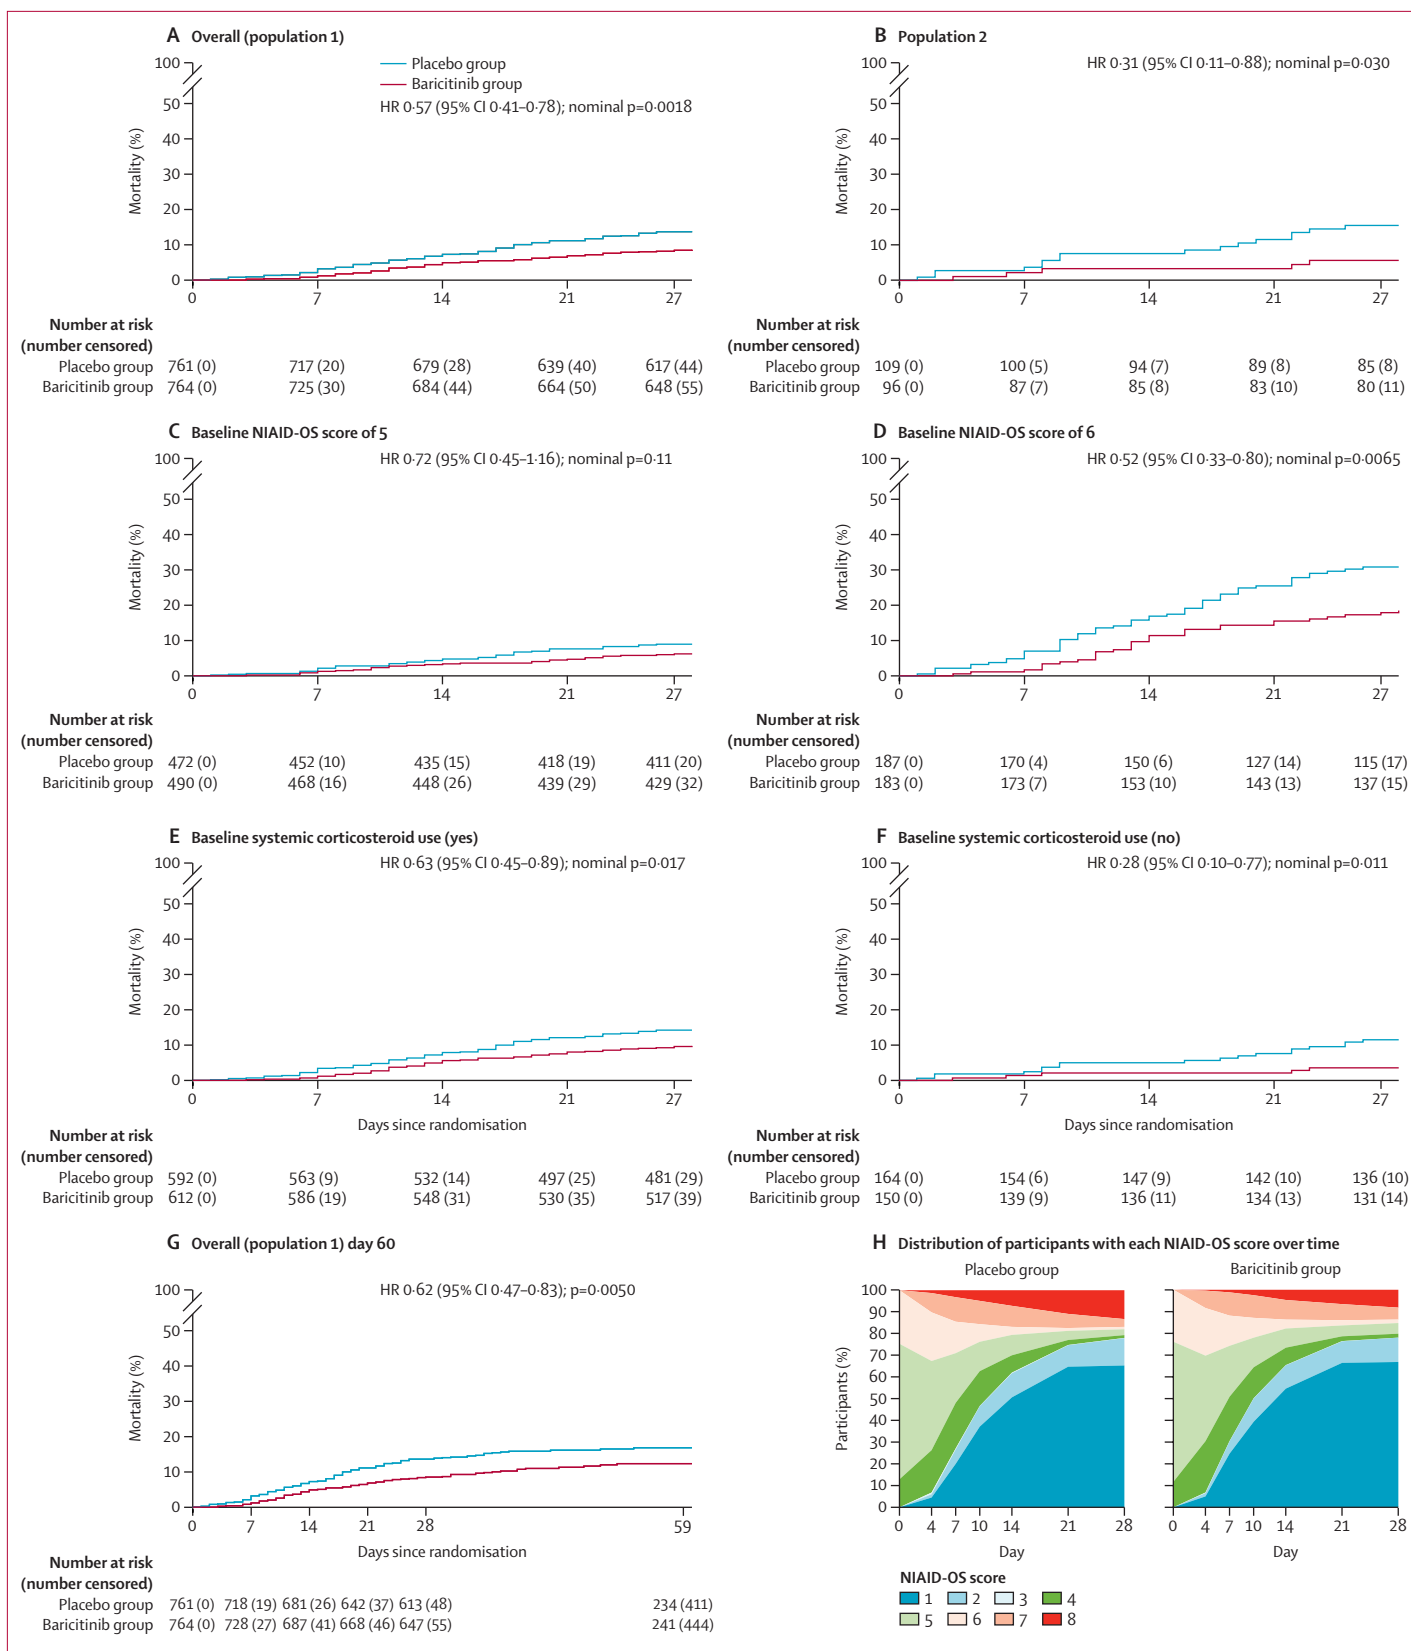 A Overall (population 1)
Placebo group
Baricitinib group
HR 0·57 (95% CI 0·41–0·78); nominal p=0·0018
Mortality (%)
100
50
40
30
20
10
0
0 7 14 21 27
Number at risk
(number censored)
Placebo group 761 (0) 717 (20) 679 (28) 639 (40) 617 (44)
Baricitinib group 764 (0) 725 (30) 684 (44) 664 (50) 648 (55)
B Population 2
HR 0·31 (95% CI 0·11–0·88); nominal p=0·030
Mortality (%)
100
50
40
30
20
10
0
0 7 14 21 27
Number at risk
(number censored)
Placebo group 109 (0) 100 (5) 94 (7) 89 (8) 85 (8)
Baricitinib group 96 (0) 87 (7) 85 (8) 83 (10) 80 (11)
C Baseline NIAID-OS score of 5
HR 0·72 (95% CI 0·45–1·16); nominal p=0·11
Mortality (%)
100
50
40
30
20
10
0
0 7 14 21 27
Number at risk
(number censored)
Placebo group 472 (0) 452 (10) 435 (15) 418 (19) 411 (20)
Baricitinib group 490 (0) 468 (16) 448 (26) 439 (29) 429 (32)
D Baseline NIAID-OS score of 6
HR 0·52 (95% CI 0·33–0·80); nominal p=0·0065
Mortality (%)
100
50
40
30
20
10
0
0 7 14 21 27
Number at risk
(number censored)
Placebo group 187 (0) 170 (4) 150 (6) 127 (14) 115 (17)
Baricitinib group 183 (0) 173 (7) 153 (10) 143 (13) 137 (15)
E Baseline systemic corticosteroid use (yes)
HR 0·63 (95% CI 0·45–0·89); nominal p=0·017
Mortality (%)
100
50
40
30
20
10
0
0 7 14 21 27
Days since randomisation
Number at risk
(number censored)
Placebo group 592 (0) 563 (9) 532 (14) 497 (25) 481 (29)
Baricitinib group 612 (0) 586 (19) 548 (31) 530 (35) 517 (39)
F Baseline systemic corticosteroid use (no)
HR 0·28 (95% CI 0·10–0·77); nominal p=0·011
Mortality (%)
100
50
40
30
20
10
0
0 7 14 21 27
Days since randomisation
Number at risk
(number censored)
Placebo group 164 (0) 154 (6) 147 (9) 142 (10) 136 (10)
Baricitinib group 150 (0) 139 (9) 136 (11) 134 (13) 131 (14)
G Overall (population 1) day 60
HR 0·62 (95% CI 0·47–0·83); p=0·0050
Mortality (%)
100
50
40
30
20
10
0
0 7 14 21 28 59
Days since randomisation
Number at risk
(number censored)
Placebo group 761 (0) 718 (19) 681 (26) 642 (37) 613 (48) 234 (411)
Baricitinib group 764 (0) 728 (27) 687 (41) 668 (46) 647 (55) 241 (444)
H Distribution of participants with each NIAID-OS score over time
Placebo group
Baricitinib group
Participants (%)
100
90
80
70
60
50
40
30
20
10
0
0 4 7 10 14 21 28
Day
0 4 7 10 14 21 28
Day
NIAID-OS score
1 2 3 4
5 6 7 8